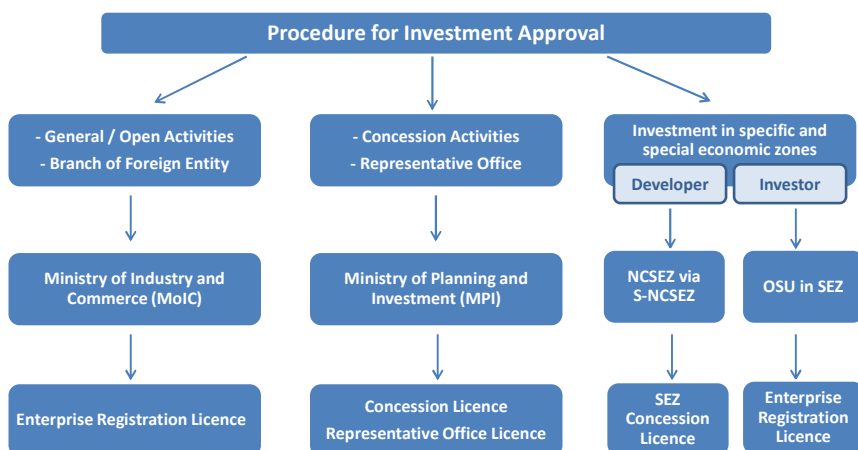 Procedure for Investment Approval
- General / Open Activities
- Branch of Foreign Entity
- Concession Activities
- Representative Office
Investment in specific and
special economic zones
Developer
Investor
Ministry of Industry and
Commerce (MoIC)
Ministry of Planning and
Investment (MPI)
NCSEZ via
S-NCSEZ
OSU in SEZ
Enterprise Registration Licence
Concession Licence
Representative Office Licence
SEZ
Concession
Licence
Enterprise
Registration
Licence